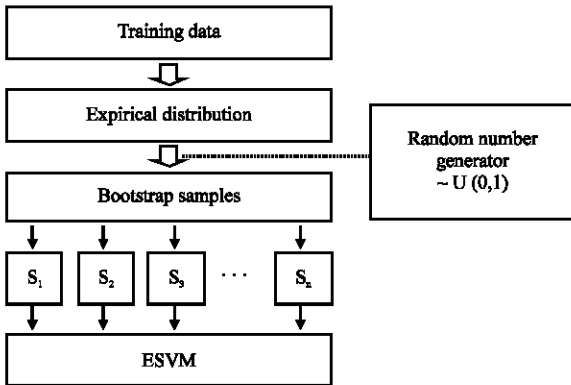 Training data
Expirical distribution
Random number
generator
~ U (0,1)
Bootstrap samples
S₁ S₂ S₃ ... Sₙ
ESVM